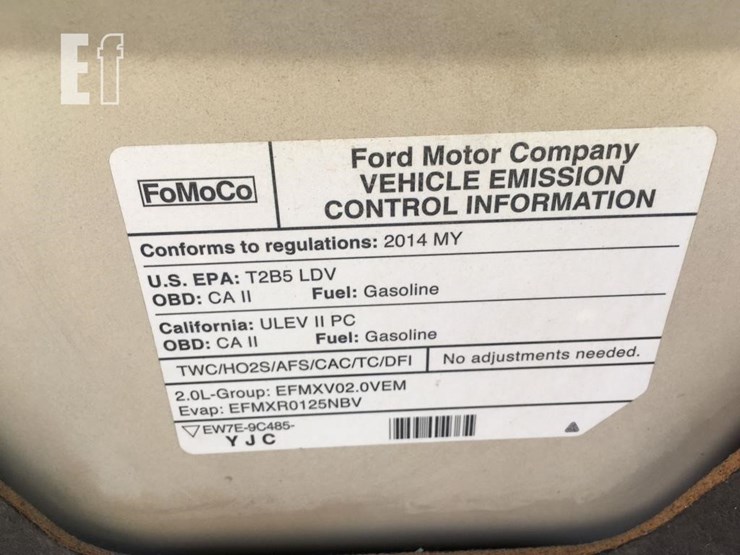 Ef
FoMoCo
Ford Motor Company
VEHICLE EMISSION
CONTROL INFORMATION
Conforms to regulations: 2014 MY
U.S. EPA: T2B5 LDV
OBD: CA II Fuel: Gasoline
California: ULEV II PC
OBD: CA II Fuel: Gasoline
TWC/HO2S/AFS/CAC/TC/DFI No adjustments needed.
2.0L-Group: EFMXV02.0VEM
Evap: EFMXR0125NBV
EW7E-9C485-
YJC